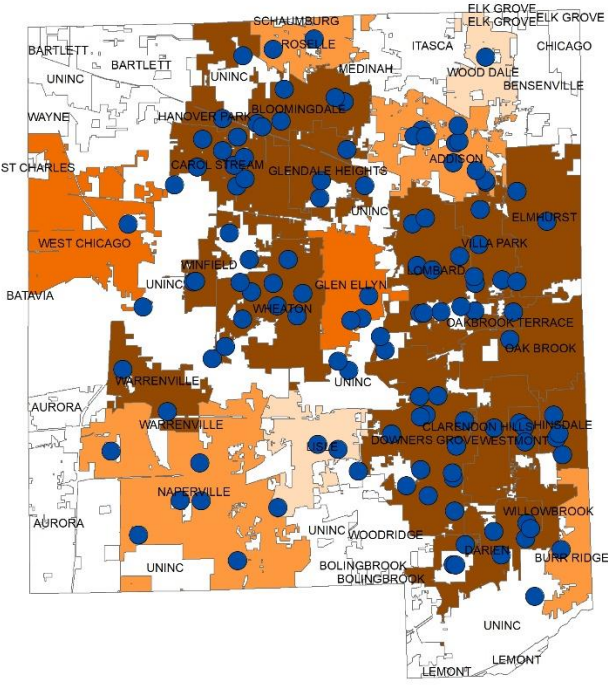 ELK GROVE
SCHAUMBURG
ELK GROVE
ELK GROVE
ROSELLE
ITASCA
CHICAGO
BARTLETT
BARTLETT
MEDINAH
UNINC
UNINC
WOOD DALE
BENSENVILLE
WAYNE
HANOVER PARK
BLOOMINGDALE
ADDISON
ST CHARLES
CAROL STREAM
GLENDALE HEIGHTS
UNINC
ELMHURST
WEST CHICAGO
VILLA PARK
WINFIELD
LOMBARD
UNINC
GLEN ELLYN
BATAVIA
WHEATON
OAKBROOK TERRACE
OAK BROOK
WARRENVILLE
UNINC
AURORA
WARRENVILLE
CLARENDON HILLS
HINSDALE
DOWNERS GROVE
WESTMONT
LISLE
NAPERVILLE
WILLOWBROOK
AURORA
UNINC
WOODRIDGE
DARIEN
BURR RIDGE
UNINC
BOLINGBROOK
BOLINGBROOK
UNINC
LEMONT
LEMONT